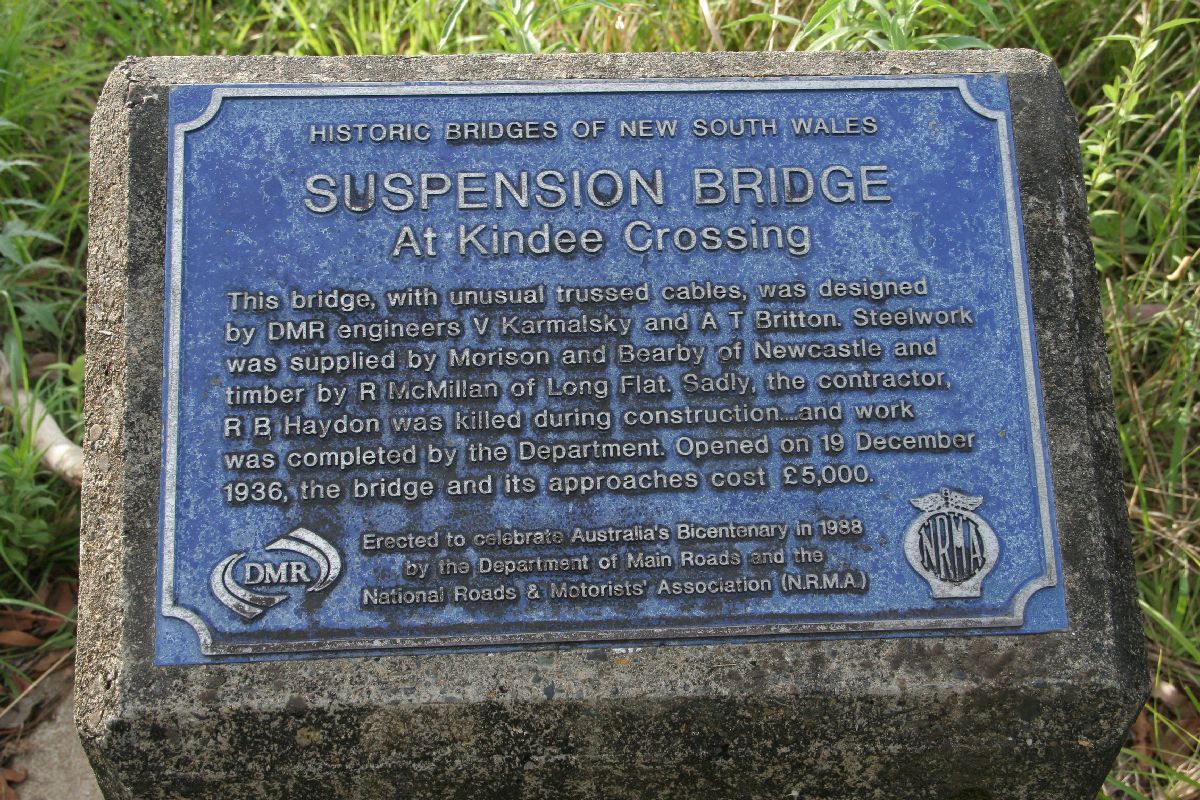 HISTORIC BRIDGES OF NEW SOUTH WALES
SUSPENSION BRIDGE
At Kindee Crossing
This bridge, with unusual trussed cables, was designed
by DMR engineers V Karmalsky and A T Britton. Steelwork
was supplied by Morison and Bearby of Newcastle and
timber by R McMillan of Long Flat. Sadly, the contractor,
R B Haydon was killed during construction....and work
was completed by the Department. Opened on 19 December
1936, the bridge and its approaches cost £5,000.
Erected to celebrate Australia's Bicentenary in 1988
by the Department of Main Roads and the
National Roads & Motorists' Association (N.R.M.A.)
DMR
NRMA